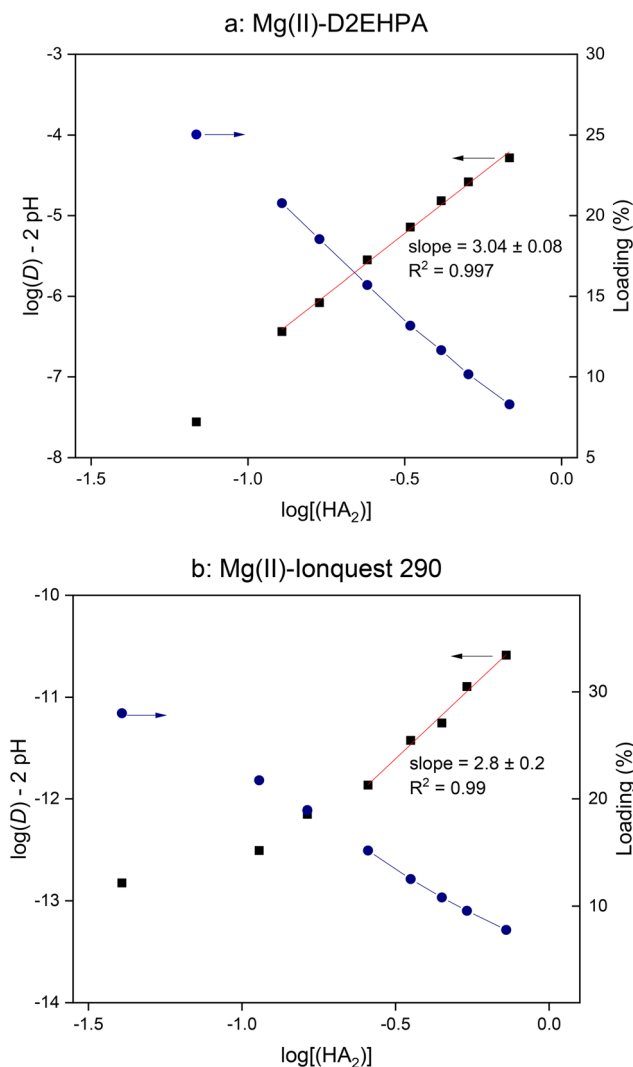 a: Mg(II)-D2EHPA
-3
-4
-5
-6
-7
-8
log(D) - 2 pH
30
25
20
15
10
5
Loading (%)
slope = 3.04 ± 0.08
R² = 0.997
-1.5
-1.0
-0.5
0.0
log[(HA₂)]
b: Mg(II)-Ionquest 290
-10
-11
-12
-13
-14
log(D) - 2 pH
30
20
10
Loading (%)
slope = 2.8 ± 0.2
R² = 0.99
-1.5
-1.0
-0.5
0.0
log[(HA₂)]